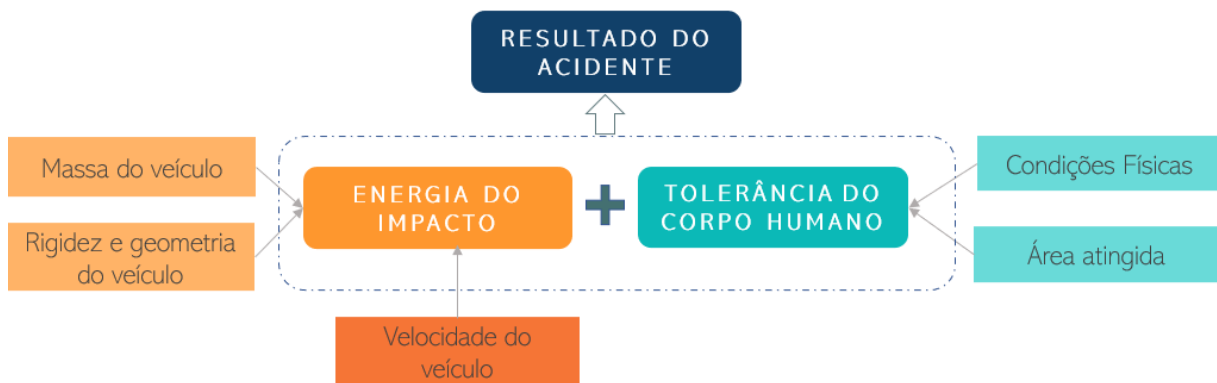 RESULTADO DO
ACIDENTE
Massa do veículo
Rigidez e geometria
do veículo
ENERGIA DO
IMPACTO
TOLERÂNCIA DO
CORPO HUMANO
Condições Físicas
Área atingida
Velocidade do
veículo